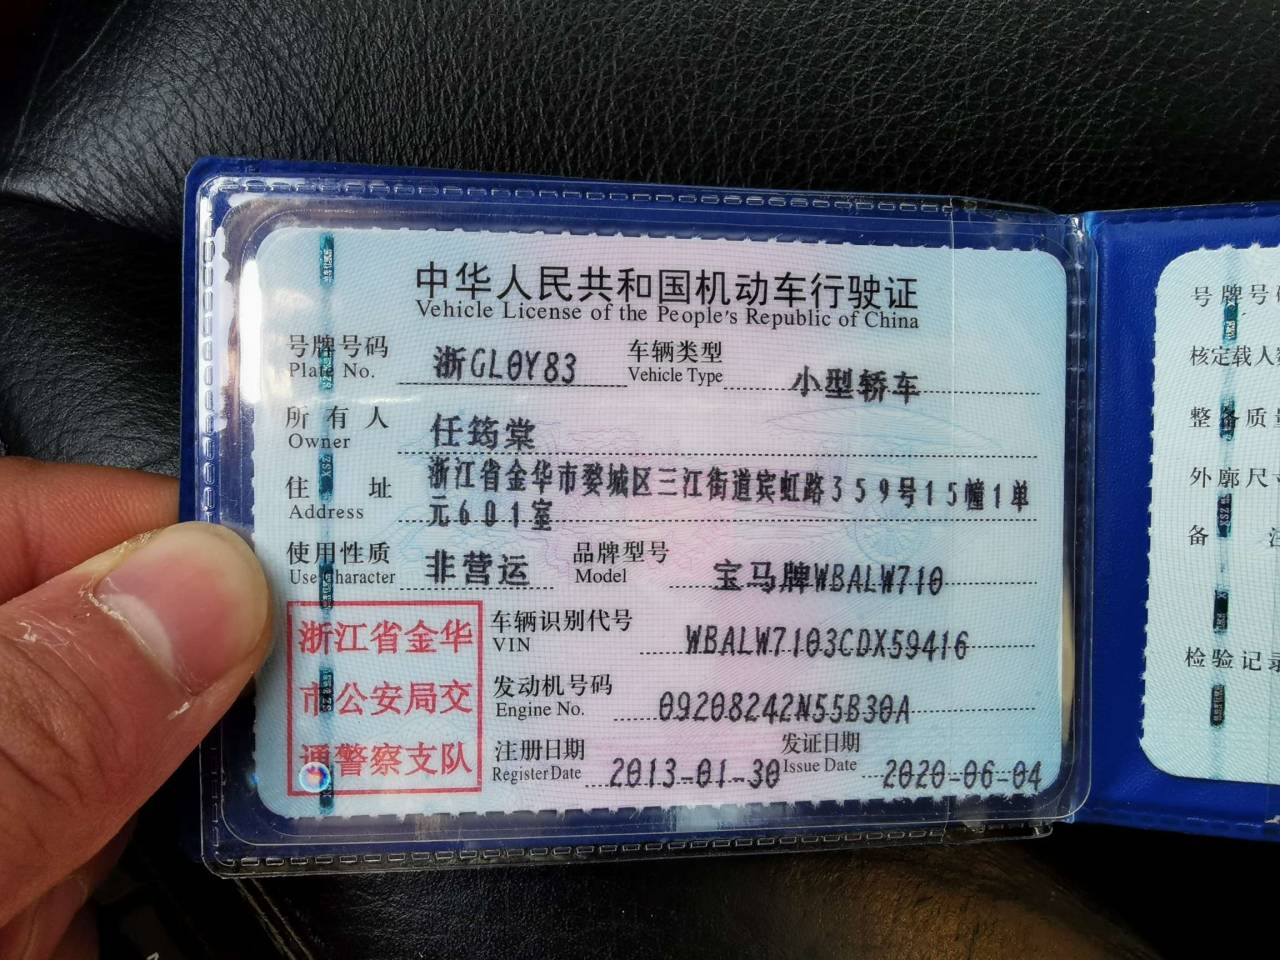 中华人民共和国机动车行驶证
Vehicle License of the People's Republic of China
号牌号码 浙GL0Y83 车辆类型 小型轿车
Plate No. Vehicle Type
所有人 任筠棠
Owner
住址 浙江省金华市婺城区三江街道宾虹路359号15幢1单
Address 元601室
使用性质 非营运 品牌型号 宝马牌WBALW710
Use Character Model
浙江省金华
市公安局交
通警察支队
车辆识别代号 WBALW7103CDX59416
VIN
发动机号码 09208242N55B30A
Engine No.
注册日期 2013-01-30 发证日期 2020-06-04
Register Date Issue Date
号牌号
核定载人
整备质量
外廓尺
备注
检验记录